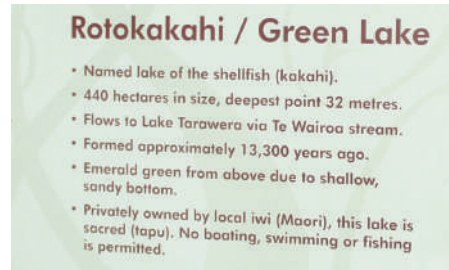 Rotokakahi / Green Lake
• Named lake of the shellfish (kakahi).
• 440 hectares in size, deepest point 32 metres.
• Flows to Lake Tarawera via Te Wairoa stream.
• Formed approximately 13,300 years ago.
• Emerald green from above due to shallow,
sandy bottom.
• Privately owned by local iwi (Maori), this lake is
sacred (tapu). No boating, swimming or fishing
is permitted.